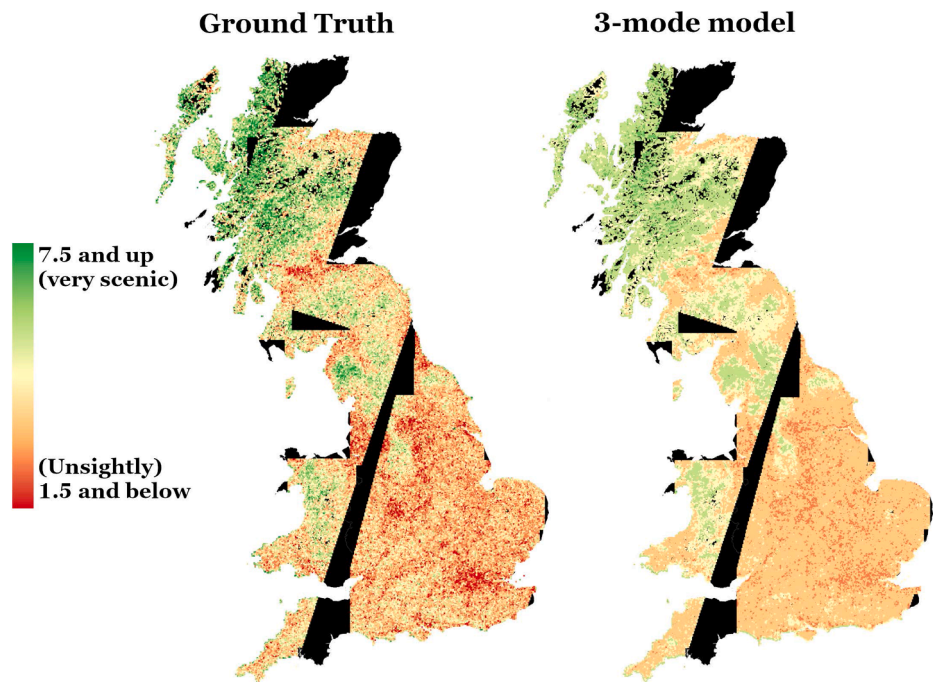 Ground Truth
3-mode model
7.5 and up
(very scenic)
(Unsightly)
1.5 and below